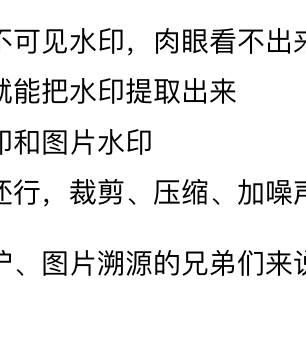 不可见水印，肉眼看不出来
就能把水印提取出来
印和图片水印
还行，裁剪、压缩、加噪声
户、图片溯源的兄弟们来说